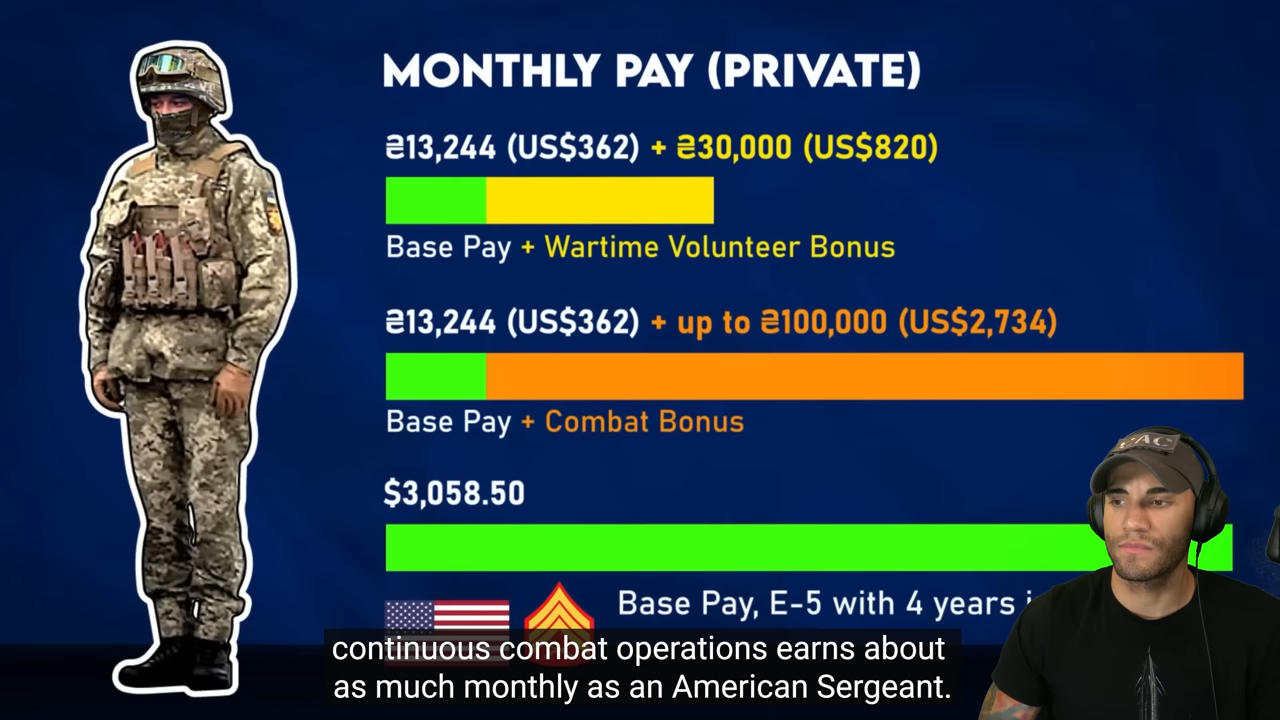 MONTHLY PAY (PRIVATE)
₴13,244 (US$362) + ₴30,000 (US$820)
Base Pay + Wartime Volunteer Bonus
₴13,244 (US$362) + up to ₴100,000 (US$2,734)
Base Pay + Combat Bonus
$3,058.50
Base Pay, E-5 with 4 years
continuous combat operations earns about
as much monthly as an American Sergeant.